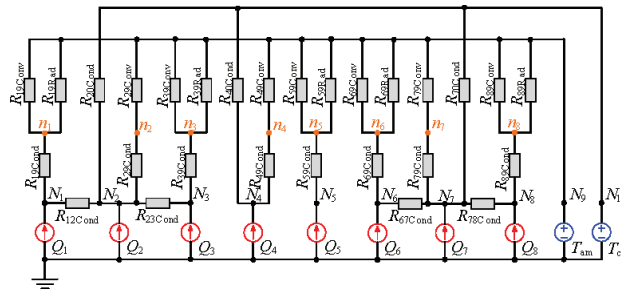 R19Conv
R19Rad
R20Cond
R29Conv
R39Conv
R39Rad
R40Cond
R49Conv
R59Conv
R59Rad
R69Conv
R69Rad
R79Conv
R70Cond
R89Conv
R89Rad
n1
n2
n3
n4
n5
n6
n7
n8
R19Cond
R29Cond
R39Cond
R49Cond
R59Cond
R69Cond
R79Cond
R89Cond
N1
N2
N3
N4
N5
N6
N7
N8
N9
N1
R12Cond
R23Cond
R67Cond
R78Cond
Q1
Q2
Q3
Q4
Q5
Q6
Q7
Q8
Tam
Tc